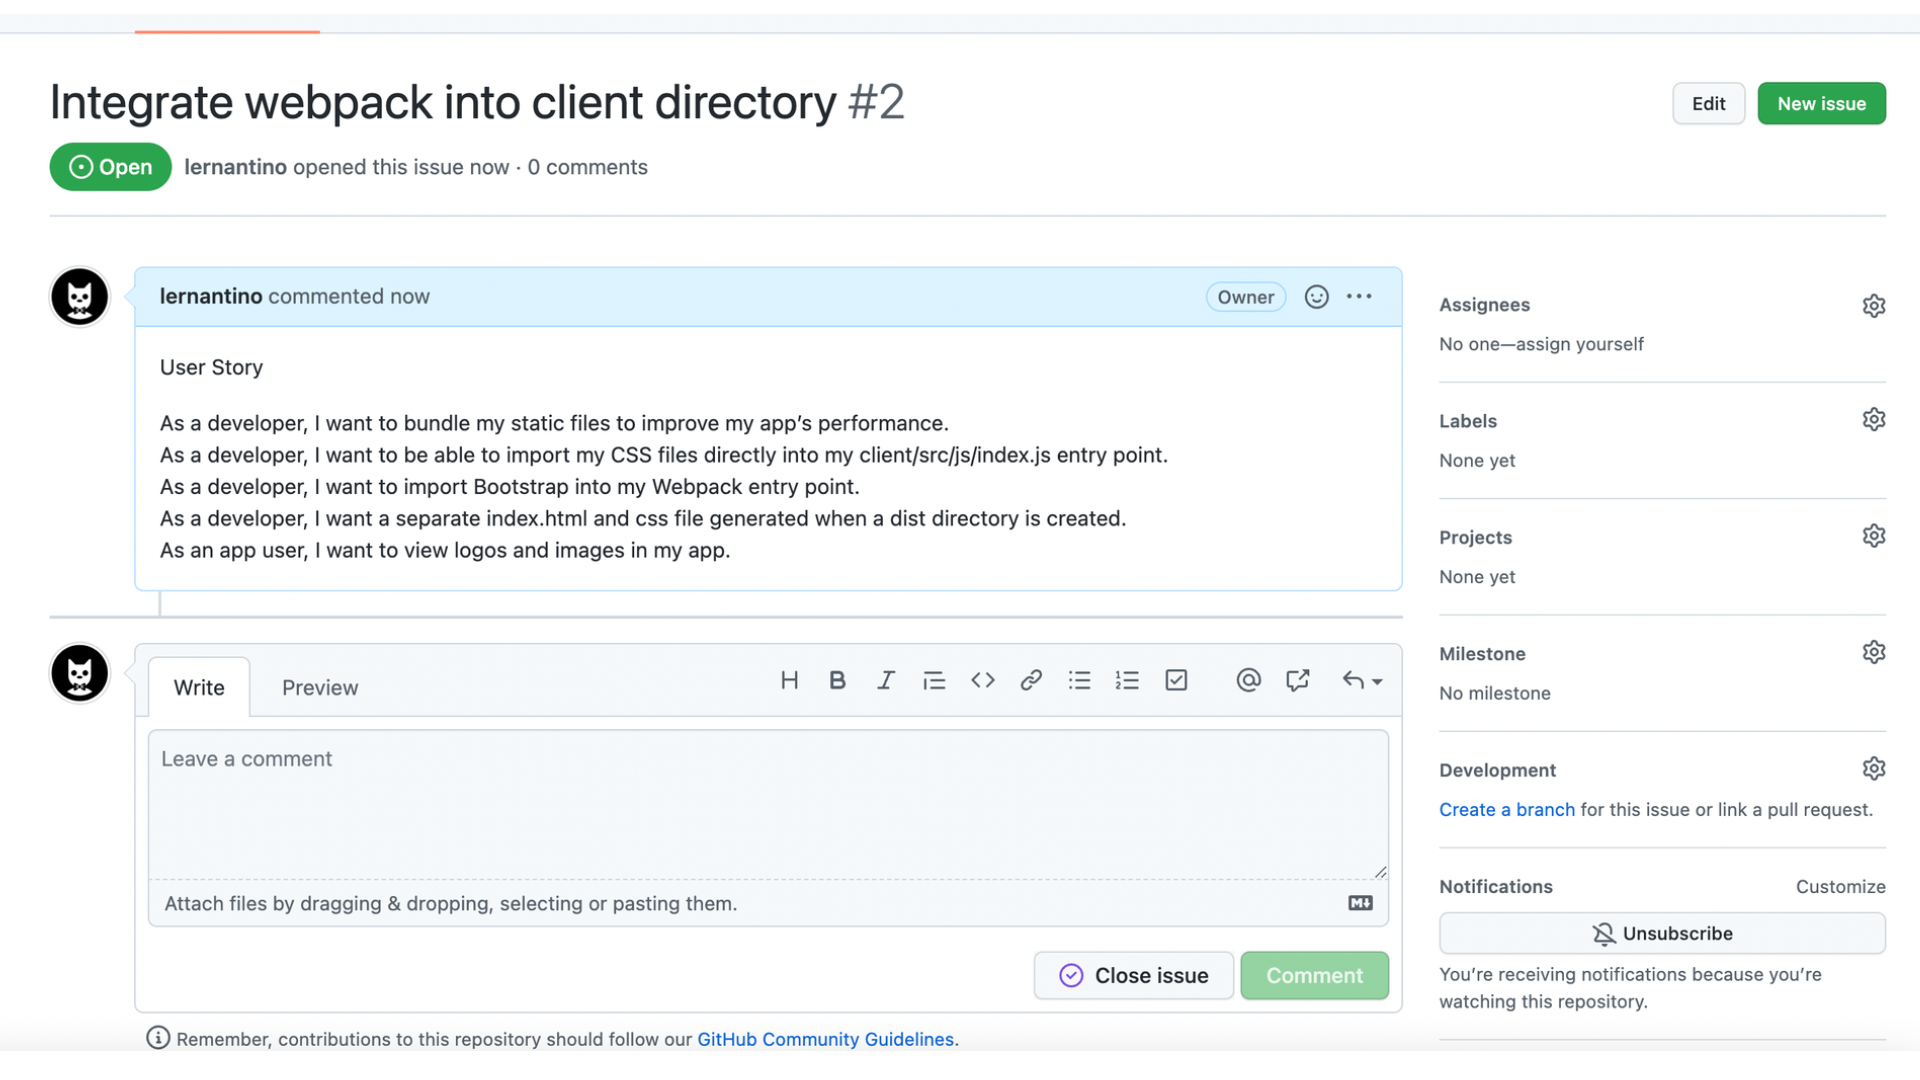 Integrate webpack into client directory #2
Edit
New issue
Open
lernantino opened this issue now · 0 comments
lernantino commented now
Owner
User Story
As a developer, I want to bundle my static files to improve my app’s performance.
As a developer, I want to be able to import my CSS files directly into my client/src/js/index.js entry point.
As a developer, I want to import Bootstrap into my Webpack entry point.
As a developer, I want a separate index.html and css file generated when a dist directory is created.
As an app user, I want to view logos and images in my app.
Write
Preview
Leave a comment
Attach files by dragging & dropping, selecting or pasting them.
Close issue
Comment
Remember, contributions to this repository should follow our GitHub Community Guidelines.
Assignees
No one—assign yourself
Labels
None yet
Projects
None yet
Milestone
No milestone
Development
Create a branch for this issue or link a pull request.
Notifications
Customize
Unsubscribe
You’re receiving notifications because you’re
watching this repository.